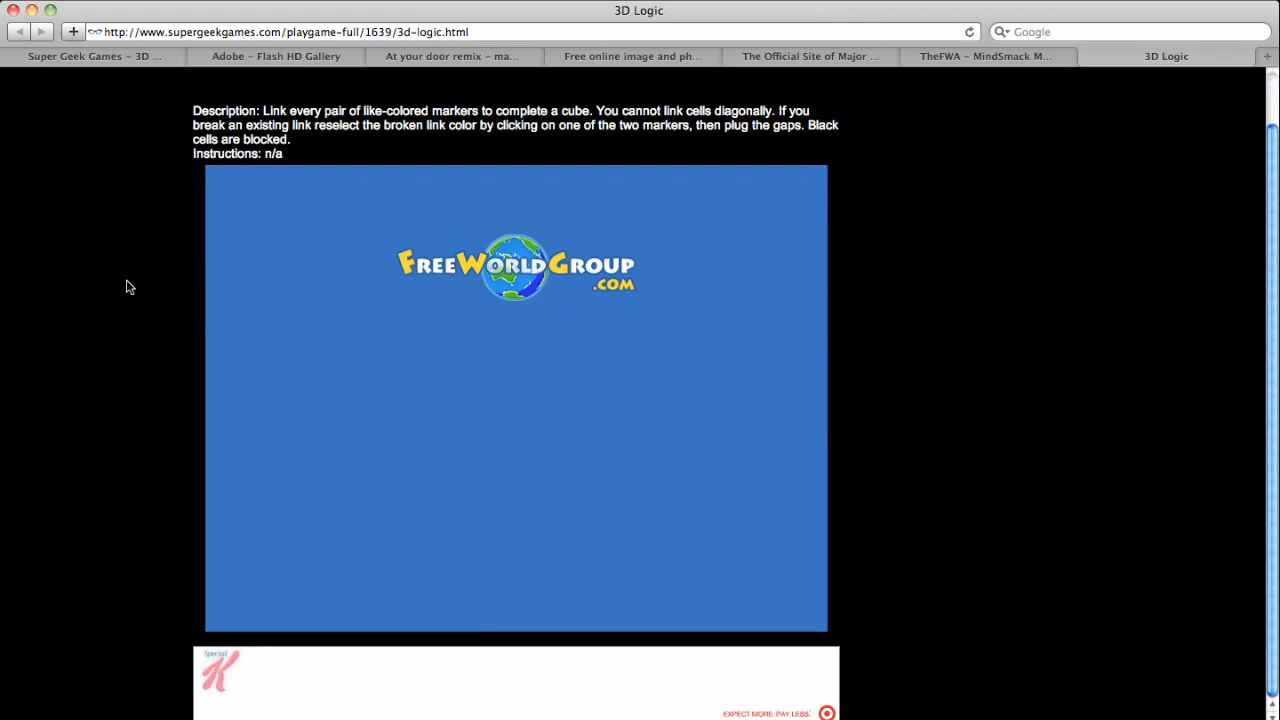 3D Logic
http://www.supergeekgames.com/playgame-full/1639/3d-logic.html
Google
Super Geek Games – 3D ...
Adobe – Flash HD Gallery
At your door remix – ma...
Free online image and ph...
The Official Site of Major ...
TheFWA – MindSmack M...
3D Logic
Description: Link every pair of like-colored markers to complete a cube. You cannot link cells diagonally. If you
break an existing link reselect the broken link color by clicking on one of the two markers, then plug the gaps. Black
cells are blocked.
Instructions: n/a
FREEWORLDGROUP
.COM
Special
K
EXPECT MORE. PAY LESS.